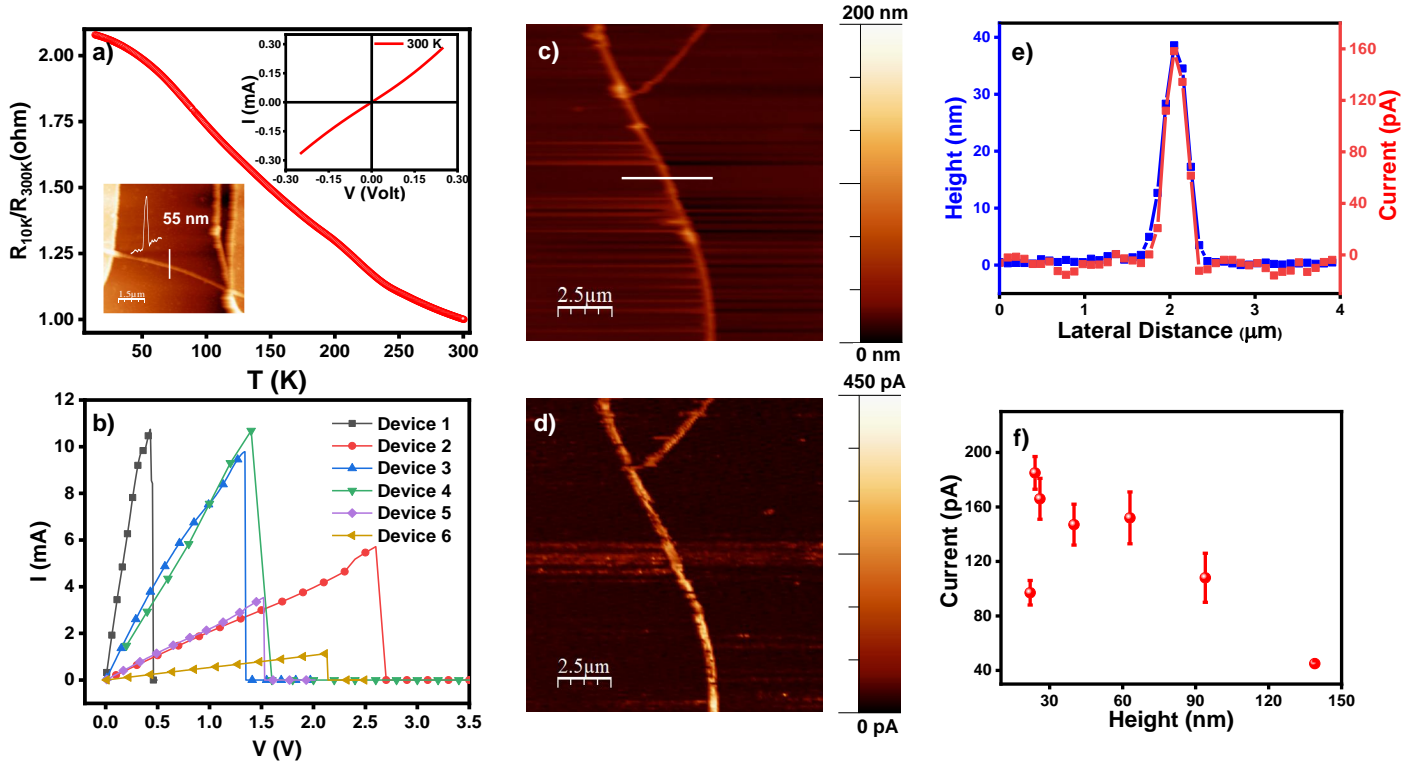 a)
2.00
1.75
1.50
1.25
1.00
R10K/R300K(ohm)
50
100
150
200
250
300
T (K)
300 K
0.30
0.15
0.00
-0.15
-0.30
I (mA)
-0.30
-0.15
0.00
0.15
0.30
V (Volt)
55 nm
1.5µm
b)
12
10
8
6
4
2
0
I (mA)
0.0
0.5
1.0
1.5
2.0
2.5
3.0
3.5
V (V)
Device 1
Device 2
Device 3
Device 4
Device 5
Device 6
c)
2.5µm
200 nm
0 nm
d)
2.5µm
450 pA
0 pA
e)
40
30
20
10
0
Height (nm)
160
120
80
40
0
Current (pA)
0
1
2
3
4
Lateral Distance (µm)
f)
200
160
120
80
40
Current (pA)
30
60
90
120
150
Height (nm)